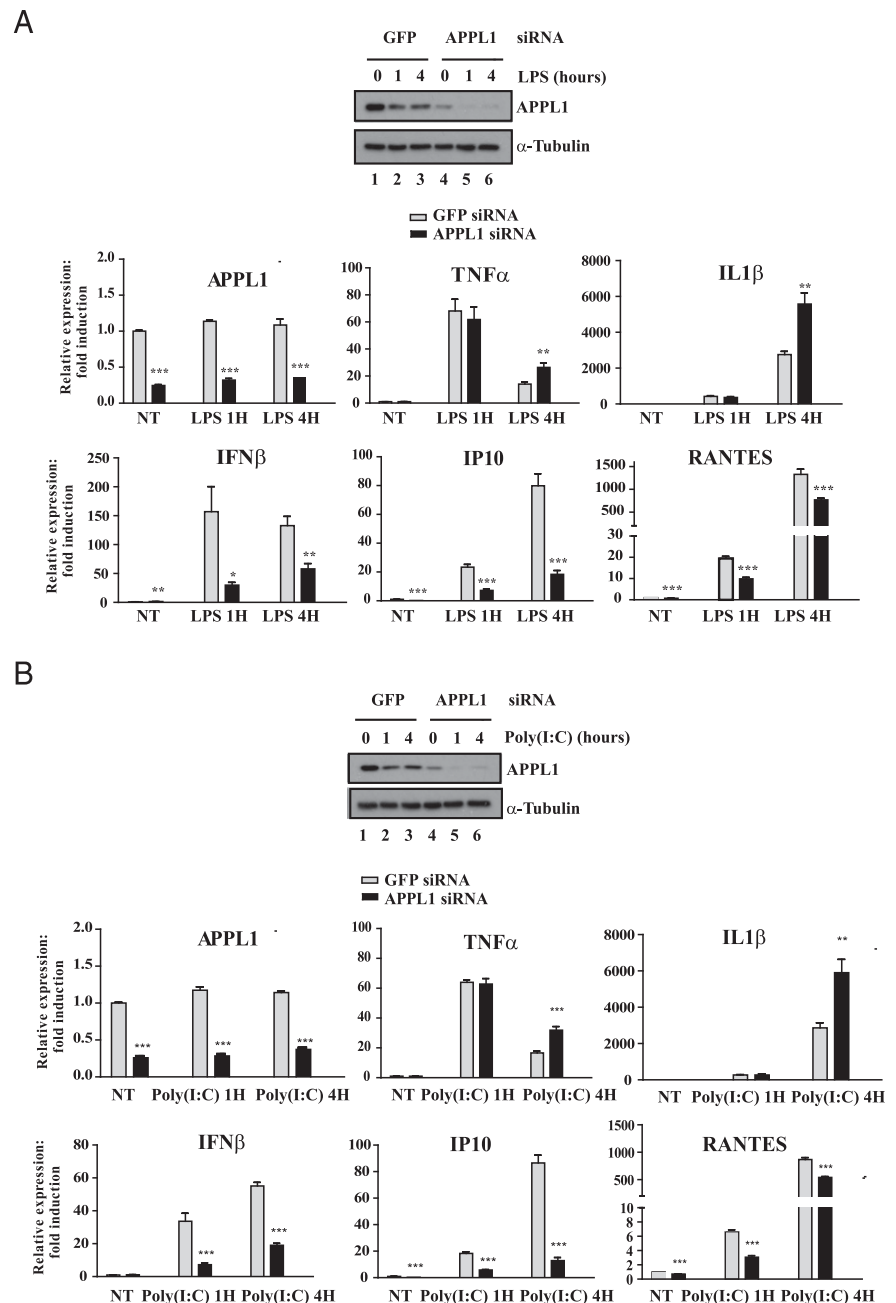 A
GFP APPL1 siRNA
0 1 4 0 1 4 LPS (hours)
APPL1
α-Tubulin
1 2 3 4 5 6
GFP siRNA
APPL1 siRNA
Relative expression:
fold induction
APPL1
2.0
1.5
1.0
0.5
0.0
*** *** ***
NT LPS 1H LPS 4H
TNFα
100
80
60
40
20
0
**
NT LPS 1H LPS 4H
IL1β
8000
6000
4000
2000
0
**
NT LPS 1H LPS 4H
Relative expression:
fold induction
IFNβ
250
200
150
100
50
0
** * **
NT LPS 1H LPS 4H
IP10
100
80
60
40
20
0
*** *** ***
NT LPS 1H LPS 4H
RANTES
1500
1000
500
30
20
10
0
*** *** ***
NT LPS 1H LPS 4H
B
GFP APPL1 siRNA
0 1 4 0 1 4 Poly(I:C) (hours)
APPL1
α-Tubulin
1 2 3 4 5 6
GFP siRNA
APPL1 siRNA
Relative expression:
fold induction
APPL1
2.0
1.5
1.0
0.5
0.0
*** *** ***
NT Poly(I:C) 1H Poly(I:C) 4H
TNFα
100
80
60
40
20
0
***
NT Poly(I:C) 1H Poly(I:C) 4H
IL1β
8000
6000
4000
2000
0
**
NT Poly(I:C) 1H Poly(I:C) 4H
Relative expression:
fold induction
IFNβ
80
60
40
20
0
*** ***
NT Poly(I:C) 1H Poly(I:C) 4H
IP10
100
80
60
40
20
0
*** *** ***
NT Poly(I:C) 1H Poly(I:C) 4H
RANTES
1500
1000
500
10
8
6
4
2
0
*** *** ***
NT Poly(I:C) 1H Poly(I:C) 4H